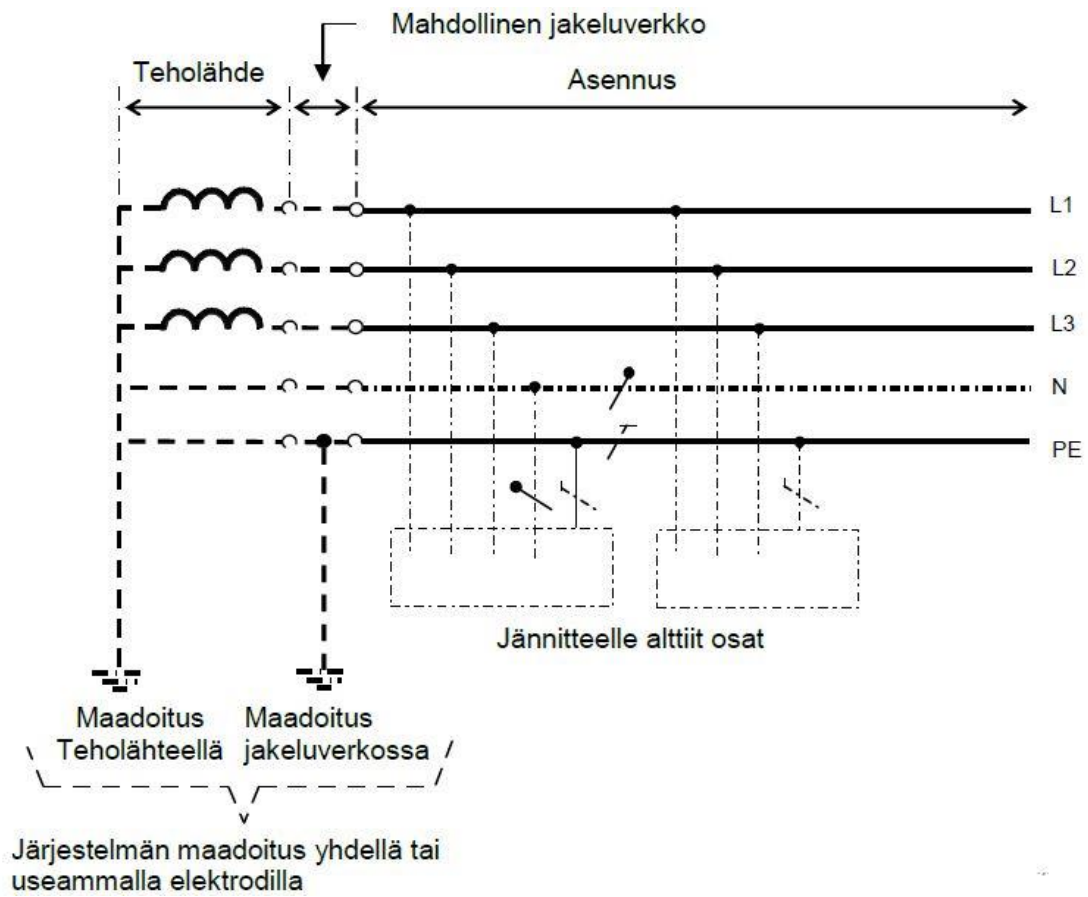 Mahdollinen jakeluverkko
Teholähde
Asennus
L1
L2
L3
N
PE
Jännitteelle alttiit osat
Maadoitus Teholähteellä
Maadoitus jakeluverkossa
Järjestelmän maadoitus yhdellä tai
useammalla elektrodilla